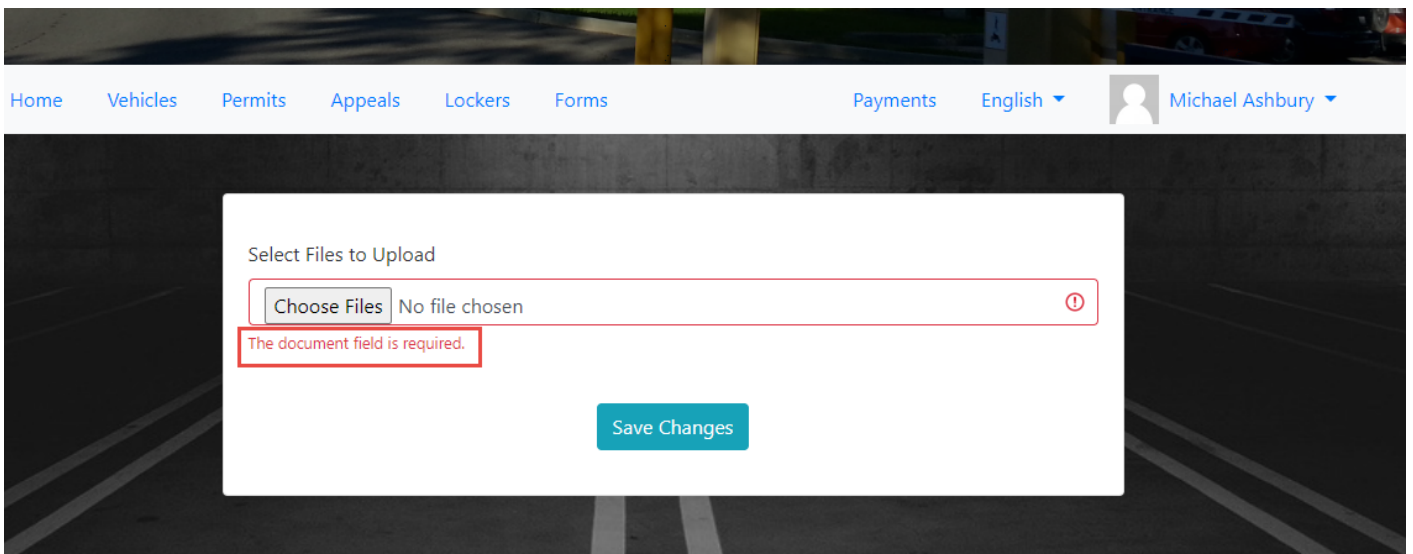 Home Vehicles Permits Appeals Lockers Forms Payments English Michael Ashbury
Select Files to Upload
Choose Files No file chosen
The document field is required.
Save Changes